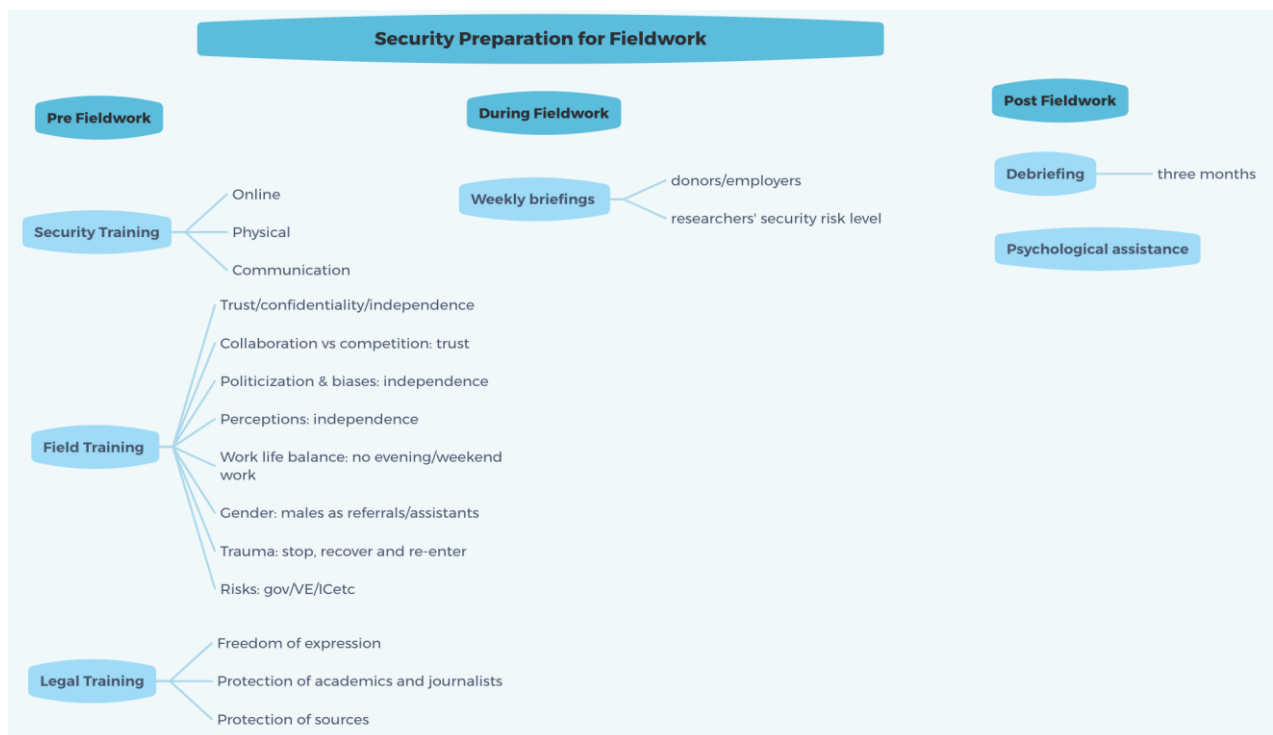 Security Preparation for Fieldwork
Pre Fieldwork
Security Training
Online
Physical
Communication
Field Training
Trust/confidentiality/independence
Collaboration vs competition: trust
Politicization & biases: independence
Perceptions: independence
Work life balance: no evening/weekend
work
Gender: males as referrals/assistants
Trauma: stop, recover and re-enter
Risks: gov/VE/ICetc
Legal Training
Freedom of expression
Protection of academics and journalists
Protection of sources
During Fieldwork
Weekly briefings
donors/employers
researchers' security risk level
Post Fieldwork
Debriefing
three months
Psychological assistance